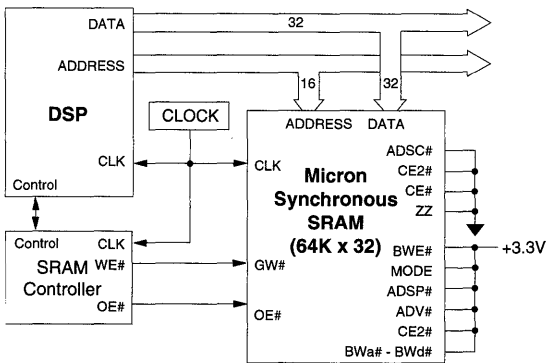 DATA
32
ADDRESS
16
32
DSP
CLOCK
ADDRESS DATA
CLK
CLK
Micron
Synchronous
SRAM
(64K x 32)
ADSC#
CE2#
CE#
ZZ
Control
Control
CLK
SRAM
Controller
WE#
OE#
GW#
OE#
BWE#
+3.3V
MODE
ADSP#
ADV#
CE2#
BWa# - BWd#